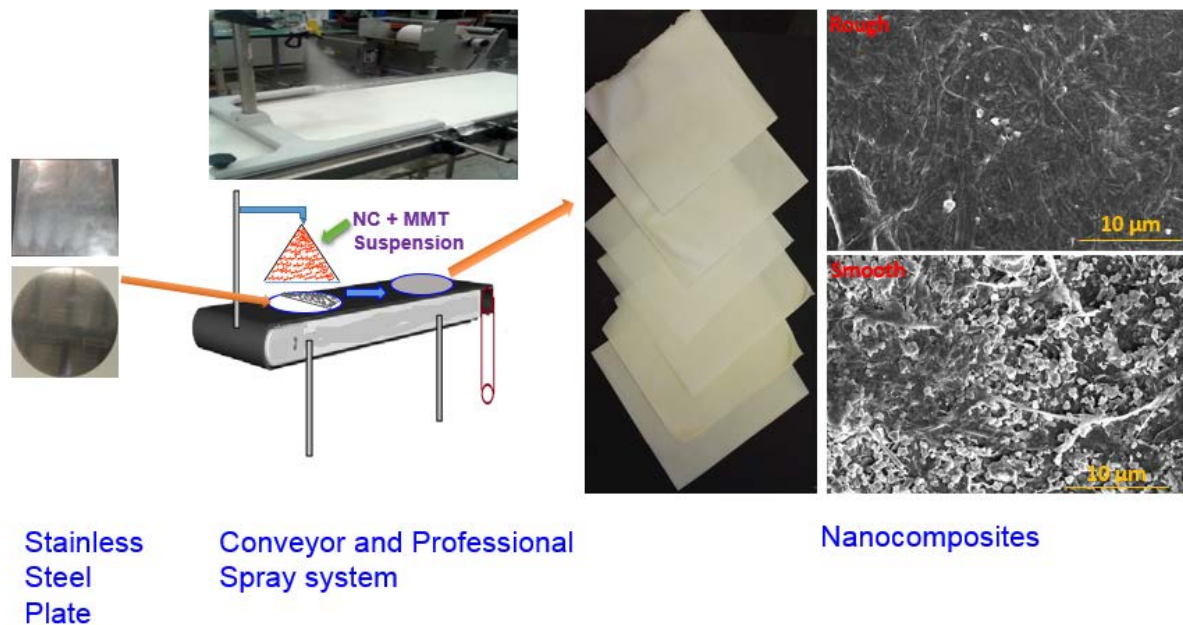 Rough
10 µm
NC + MMT
Suspension
Smooth
10 µm
Stainless
Steel
Plate
Conveyor and Professional
Spray system
Nanocomposites